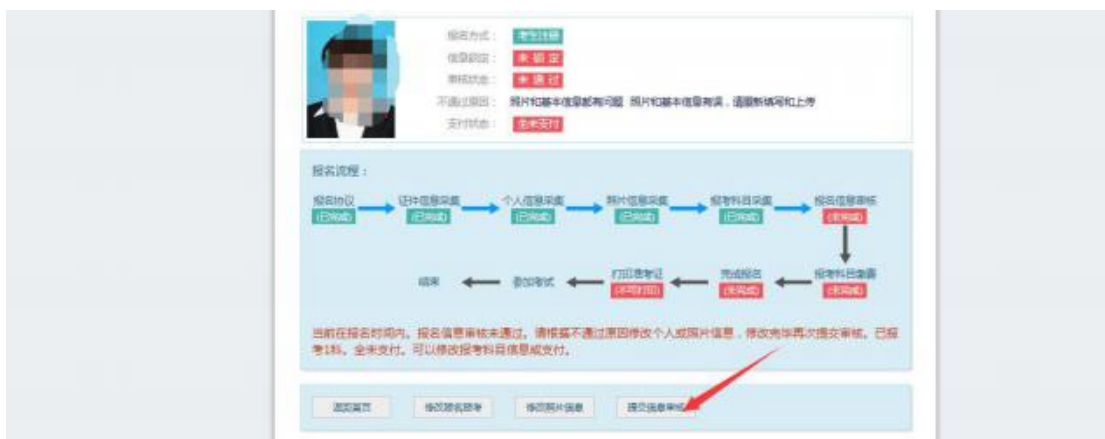 报名方式： 考生注册
信息锁定： 未 锁 定
审核状态： 未 通 过
不通过原因： 照片和基本信息都有问题 照片和基本信息有误，请重新填写和上传
支付状态： 全未支付
报名流程：
报名协议 证件信息采集 个人信息采集 照片信息采集 报考科目采集 报名信息审核
(已完成) (已完成) (已完成) (已完成) (已完成) (未完成)
结束 参加考试 打印准考证 完成报名 报考科目缴费
(不可打印) (未完成) (未完成)
当前在报名时间内。报名信息审核未通过。请根据不通过原因修改个人或照片信息，修改完毕再次提交审核。已报
考1科。全未支付。可以修改报考科目信息或支付。
返回首页 修改报名报考 修改照片信息 提交信息审核